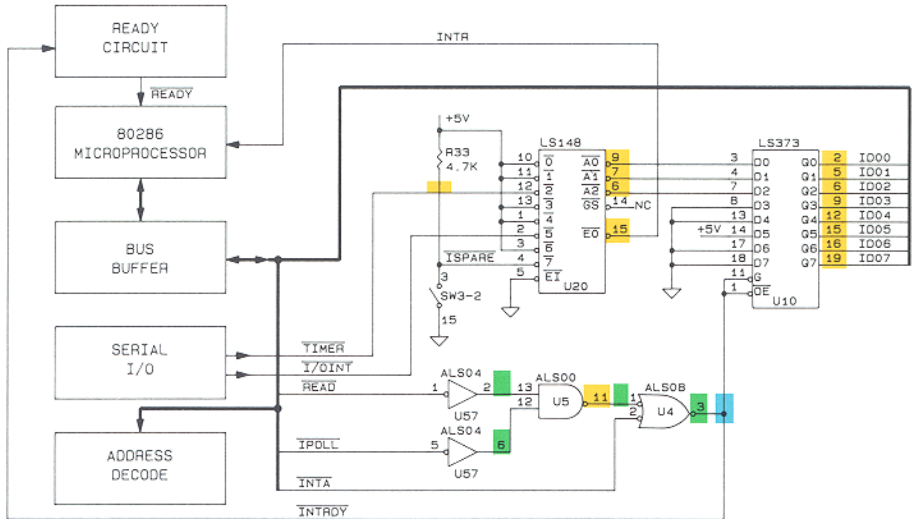 READY
CIRCUIT
READY
80286
MICROPROCESSOR
BUS
BUFFER
SERIAL
I/O
ADDRESS
DECODE
INTR
+5V
R33
4.7K
ISPARE
3
SW3-2
15
TIMER
I/OINT
READ
IPOLL
INTA
INTRDY
LS148
10 0 A0 9
11 1 A1 7
12 2 A2 6
13 3 GS 14 NC
1 4
2 5 E0 15
3 6
4 7
5 EI
U20
LS373
3 D0 Q0 2 ID00
4 D1 Q1 5 ID01
7 D2 Q2 6 ID02
8 D3 Q3 9 ID03
13 D4 Q4 12 ID04
+5V 14 D5 Q5 15 ID05
17 D6 Q6 16 ID06
18 D7 Q7 19 ID07
11 G
1 OE
U10
ALS04
1 2
U57
ALS04
5 6
U57
ALS00
13
12
U5 11
ALS08
1
2
U4 3